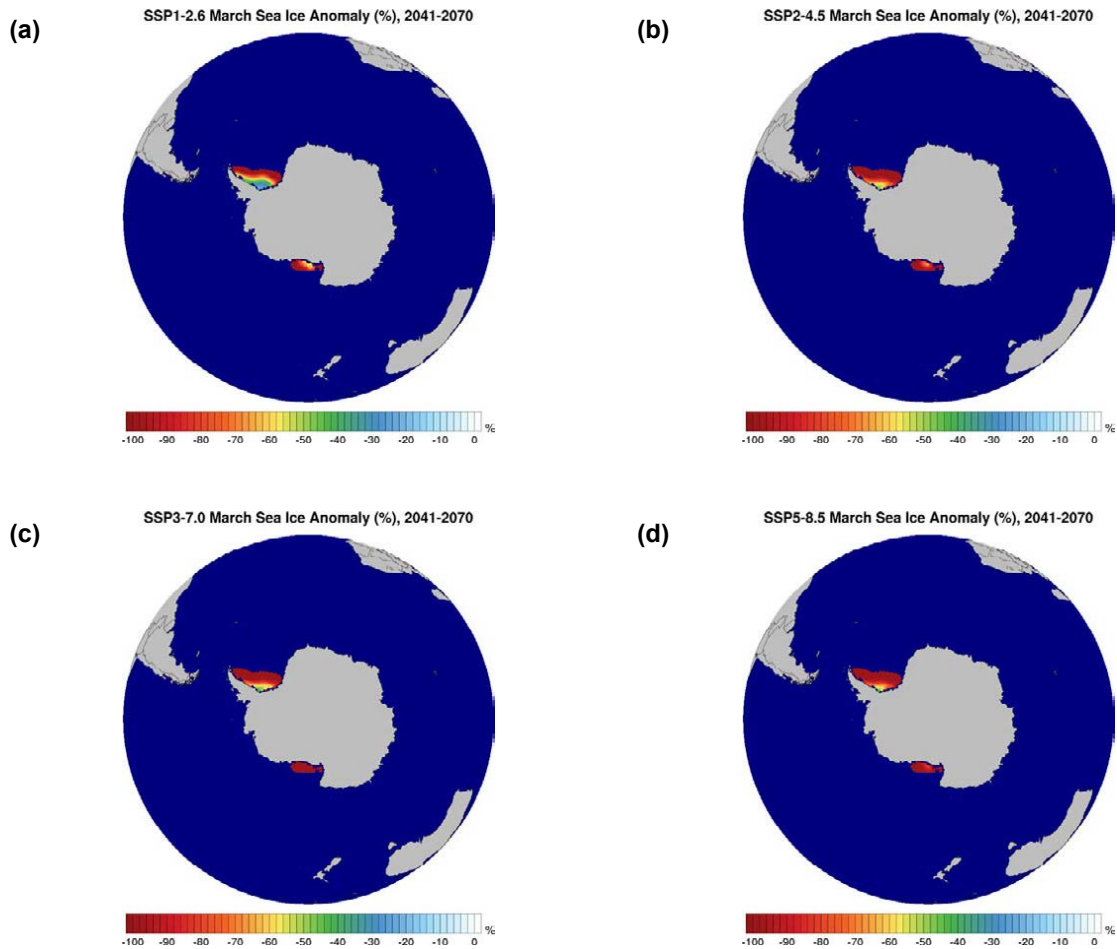 (a)
SSP1-2.6 March Sea Ice Anomaly (%), 2041-2070
-100 -90 -80 -70 -60 -50 -40 -30 -20 -10 0 %
(b)
SSP2-4.5 March Sea Ice Anomaly (%), 2041-2070
-100 -90 -80 -70 -60 -50 -40 -30 -20 -10 0 %
(c)
SSP3-7.0 March Sea Ice Anomaly (%), 2041-2070
-100 -90 -80 -70 -60 -50 -40 -30 -20 -10 0 %
(d)
SSP5-8.5 March Sea Ice Anomaly (%), 2041-2070
-100 -90 -80 -70 -60 -50 -40 -30 -20 -10 0 %